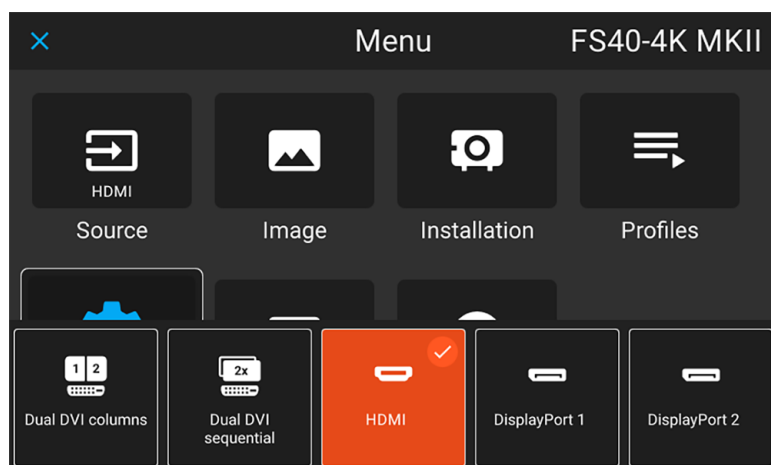 Menu
FS40-4K MKII
HDMI
Source
Image
Installation
Profiles
1 2
Dual DVI columns
2x
Dual DVI
sequential
HDMI
DisplayPort 1
DisplayPort 2